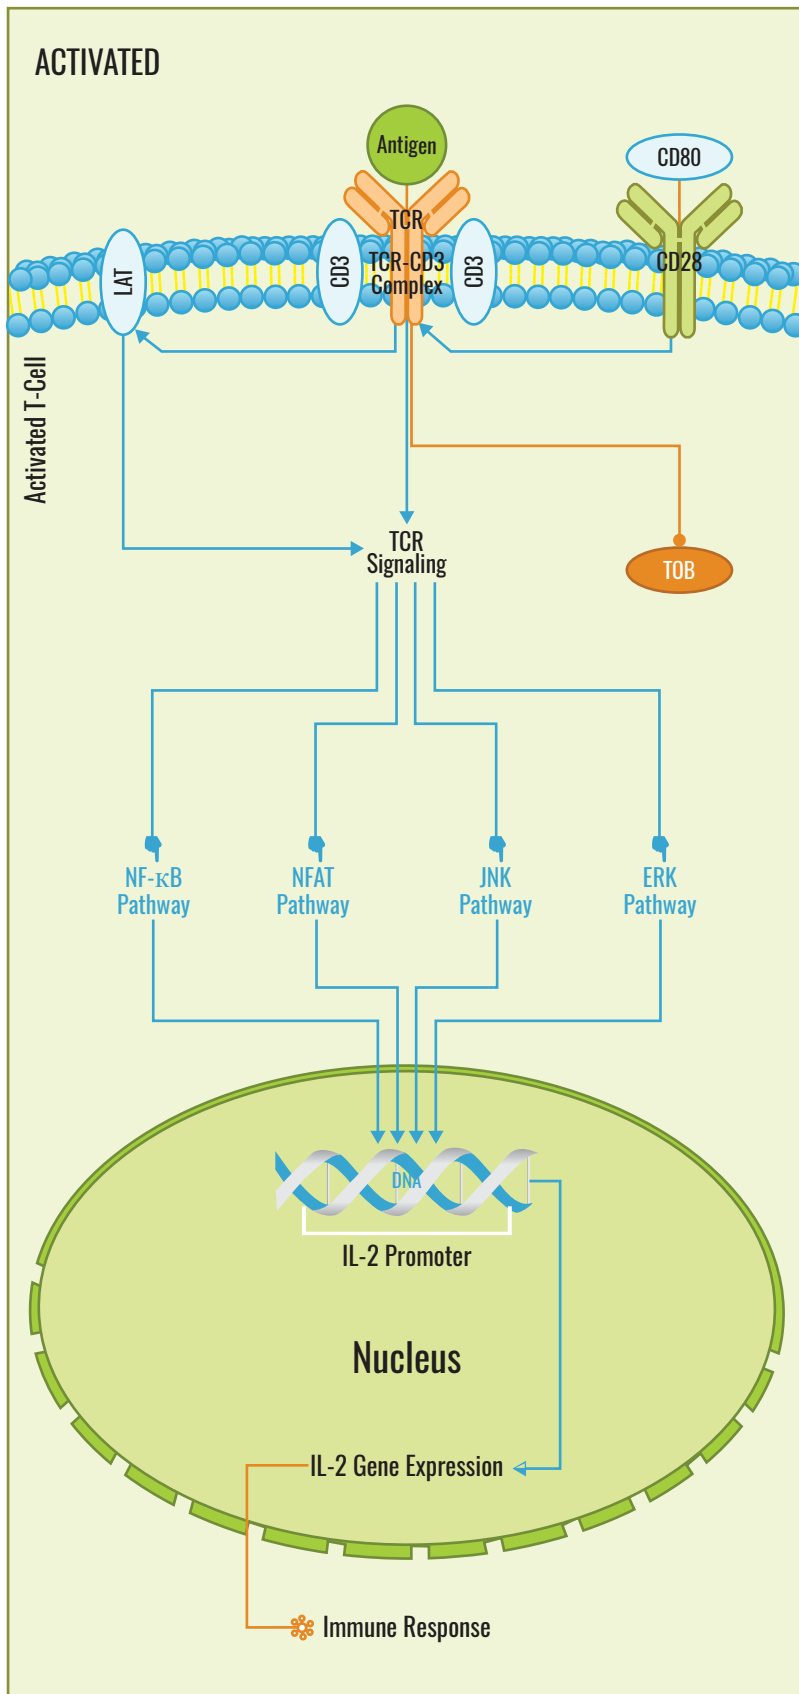 ACTIVATED
Antigen
CD80
TCR
LAT
CD3
TCR-CD3
Complex
CD3
CD28
Activated T-Cell
TCR
Signaling
TOB
NF-κB
Pathway
NFAT
Pathway
JNK
Pathway
ERK
Pathway
DNA
IL-2 Promoter
Nucleus
IL-2 Gene Expression
Immune Response